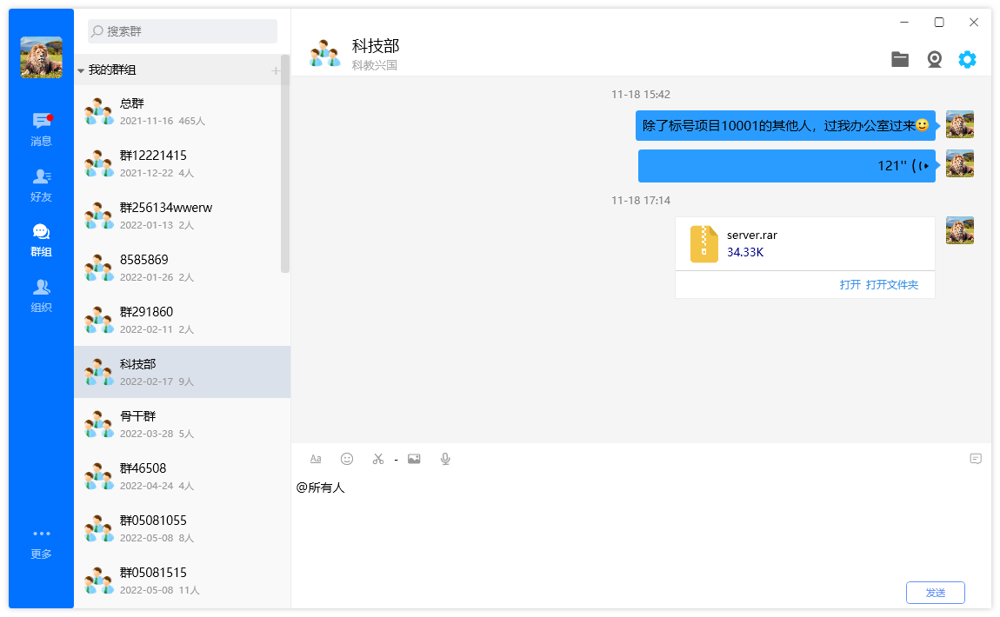 消息
好友
群组
组织
更多
搜索群
我的群组
总群
2021-11-16 465人
群12221415
2021-12-22 4人
群256134wwerw
2022-01-13 2人
8585869
2022-01-26 2人
群291860
2022-02-11 2人
科技部
2022-02-17 9人
骨干群
2022-03-28 5人
群46508
2022-04-24 4人
群05081055
2022-05-08 8人
群05081515
2022-05-08 11人
科技部
科教兴国
11-18 15:42
除了标号项目10001的其他人，过我办公室过来🙂
121''
11-18 17:14
server.rar
34.33K
打开 打开文件夹
Aa
@所有人
发送